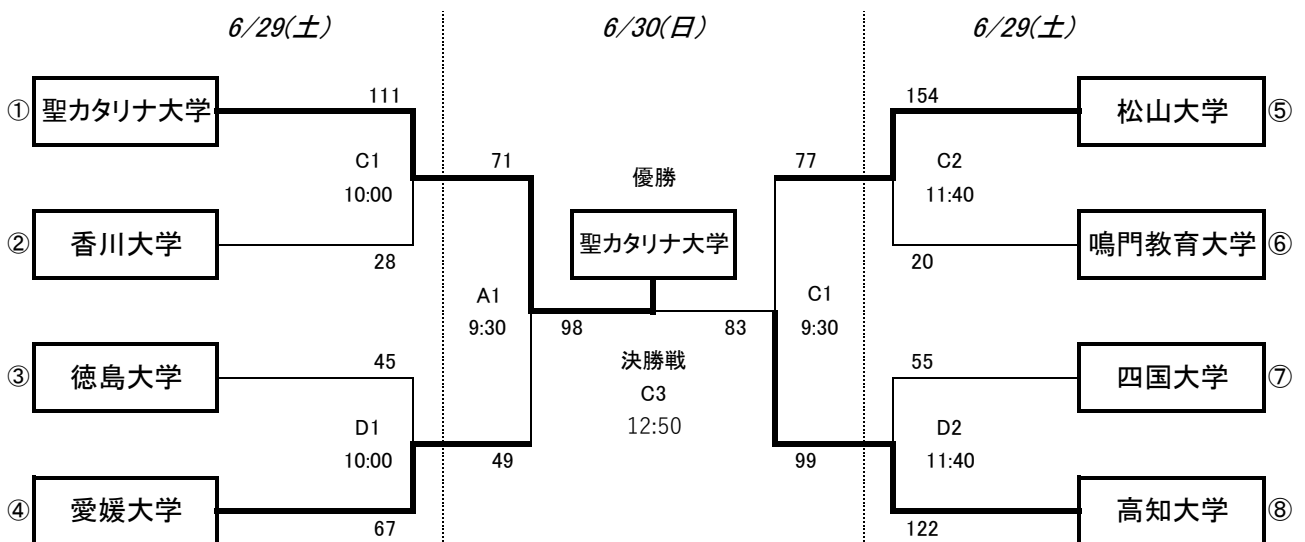 6/29(土) 6/30(日) 6/29(土)
① 聖カタリナ大学 111 154 松山大学 ⑤
C1 71 77 C2
10:00 優勝 11:40
② 香川大学 28 聖カタリナ大学 20 鳴門教育大学 ⑥
A1 C1
9:30 98 83 9:30
③ 徳島大学 45 決勝戦 55 四国大学 ⑦
C3
12:50
D1 D2
10:00 49 99 11:40
④ 愛媛大学 67 122 高知大学 ⑧